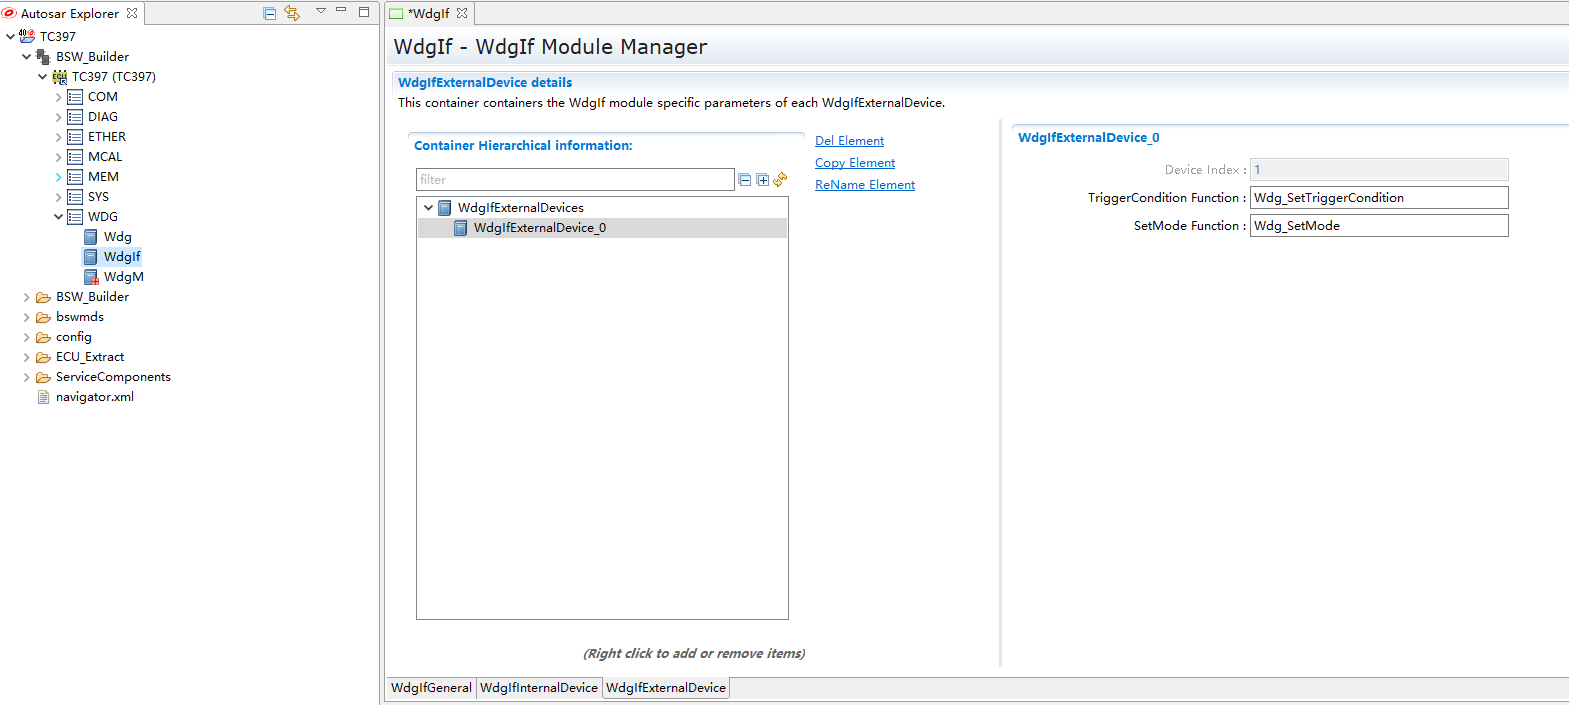 Autosar Explorer
TC397
BSW_Builder
TC397 (TC397)
COM
DIAG
ETHER
MCAL
MEM
SYS
WDG
Wdg
WdgIf
WdgM
BSW_Builder
bswmds
config
ECU_Extract
ServiceComponents
navigator.xml
*WdgIf
WdgIf - WdgIf Module Manager
WdgIfExternalDevice details
This container containers the WdgIf module specific parameters of each WdgIfExternalDevice.
Container Hierarchical information:
filter
WdgIfExternalDevices
WdgIfExternalDevice_0
Del Element
Copy Element
ReName Element
(Right click to add or remove items)
WdgIfExternalDevice_0
Device Index : 1
TriggerCondition Function : Wdg_SetTriggerCondition
SetMode Function : Wdg_SetMode
WdgIfGeneral WdgIfInternalDevice WdgIfExternalDevice